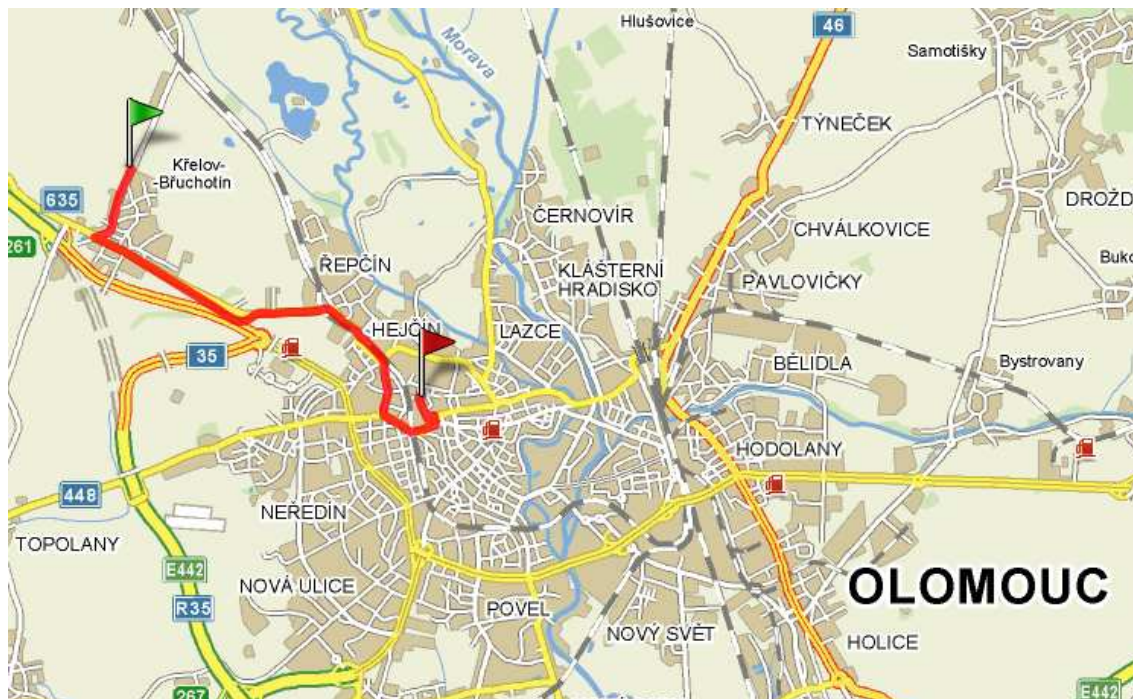 Hlušovice
46
Morava
Samotišky
TÝNEČEK
Křelov-
-Břuchotín
635
DROŽD
ČERNOVÍR
CHVÁLKOVICE
261
ŘEPČÍN
KLÁŠTERNÍ
HRADISKO
PAVLOVIČKY
Buko
HEJČÍN
LAZCE
35
BĚLIDLA
Bystrovany
HODOLANY
448
NEŘEDÍN
TOPOLANY
E442
NOVÁ ULICE
OLOMOUC
R35
POVEL
NOVÝ SVĚT
HOLICE
267
E442